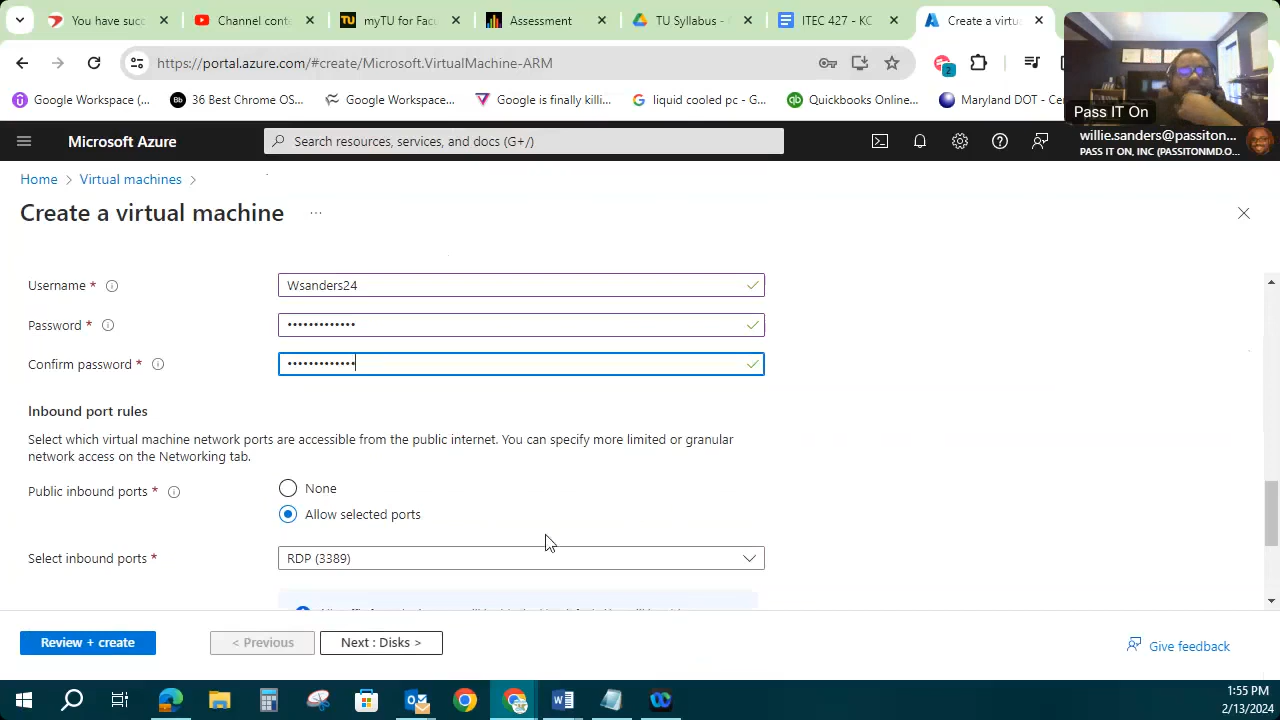 You have succ
Channel conte
myTU for Facu
Assessment
TU Syllabus - A
ITEC 427 - KC
Create a virtu
https://portal.azure.com/#create/Microsoft.VirtualMachine-ARM
2
Google Workspace (...
36 Best Chrome OS...
Google Workspace...
Google is finally killi...
liquid cooled pc - G...
QuickWorks Online...
Maryland DOT - Ce
Pass IT On
Microsoft Azure
Search resources, services, and docs (G+/)
willie.sanders@passiton...
PASS IT ON, INC (PASSITONMD.O...
Home > Virtual machines >
Create a virtual machine ...
Username *
Wsanders24
Password *
•••••••••••••
Confirm password *
•••••••••••••
Inbound port rules
Select which virtual machine network ports are accessible from the public internet. You can specify more limited or granular
network access on the Networking tab.
Public inbound ports *
None
Allow selected ports
Select inbound ports *
RDP (3389)
Review + create
< Previous
Next : Disks >
Give feedback
1:55 PM
2/13/2024